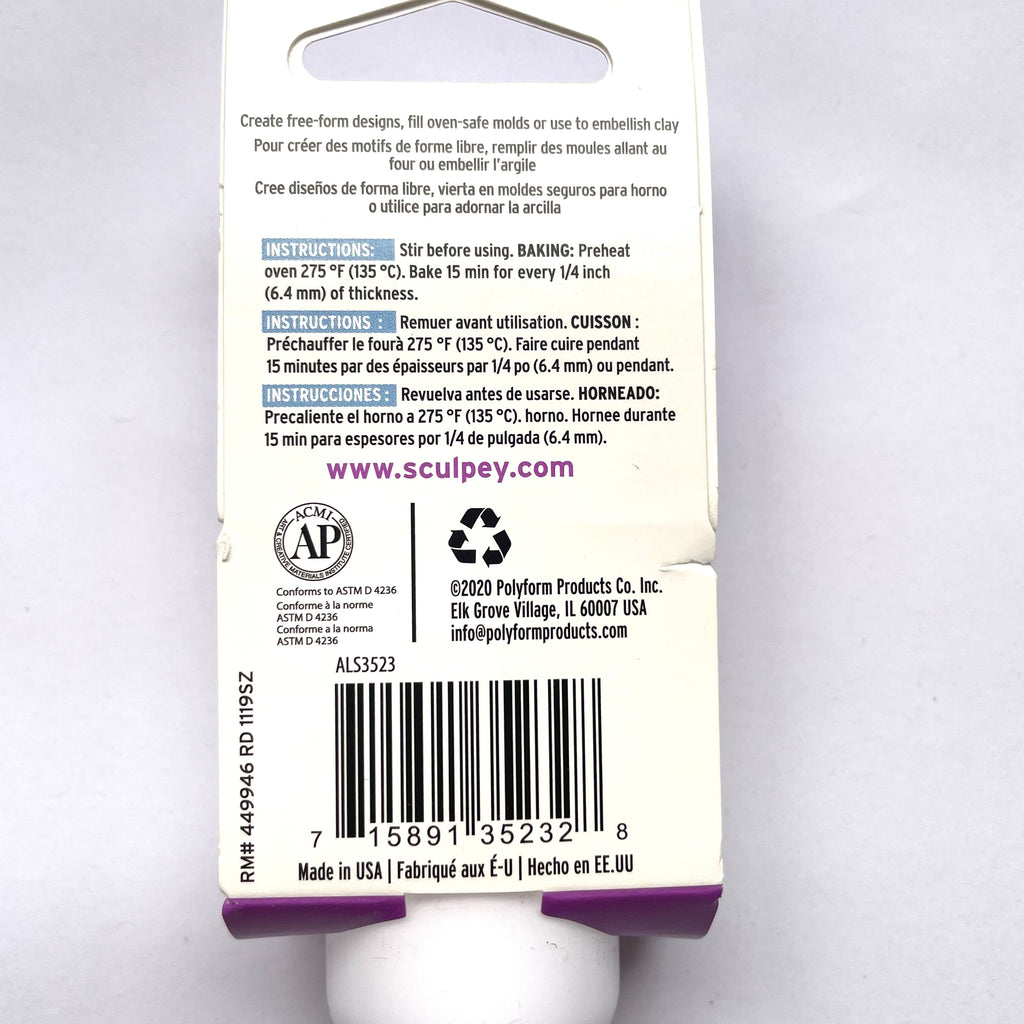 Create free-form designs, fill oven-safe molds or use to embellish clay
Pour créer des motifs de forme libre, remplir des moules allant au
four ou embellir l'argile
Cree diseños de forma libre, vierta en moldes seguros para horno
o utilice para adornar la arcilla
INSTRUCTIONS: Stir before using. BAKING: Preheat
oven 275 °F (135 °C). Bake 15 min for every 1/4 inch
(6.4 mm) of thickness.
INSTRUCTIONS : Remuer avant utilisation. CUISSON :
Préchauffer le fourà 275 °F (135 °C). Faire cuire pendant
15 minutes par des épaisseurs par 1/4 po (6.4 mm) ou pendant.
INSTRUCCIONES : Revuelva antes de usarse. HORNEADO:
Precaliente el horno a 275 °F (135 °C). horno. Hornee durante
15 min para espesores por 1/4 de pulgada (6.4 mm).
www.sculpey.com
ACMI
AP
ART & CREATIVE MATERIALS INSTITUTE CERTIFIED
Conforms to ASTM D 4236
Conforme à la norme
ASTM D 4236
Conforme a la norma
ASTM D 4236
©2020 Polyform Products Co. Inc.
Elk Grove Village, IL 60007 USA
info@polyformproducts.com
ALS3523
RM# 449946 RD 1119SZ
7 15891 35232 8
Made in USA | Fabriqué aux É-U | Hecho en EE.UU